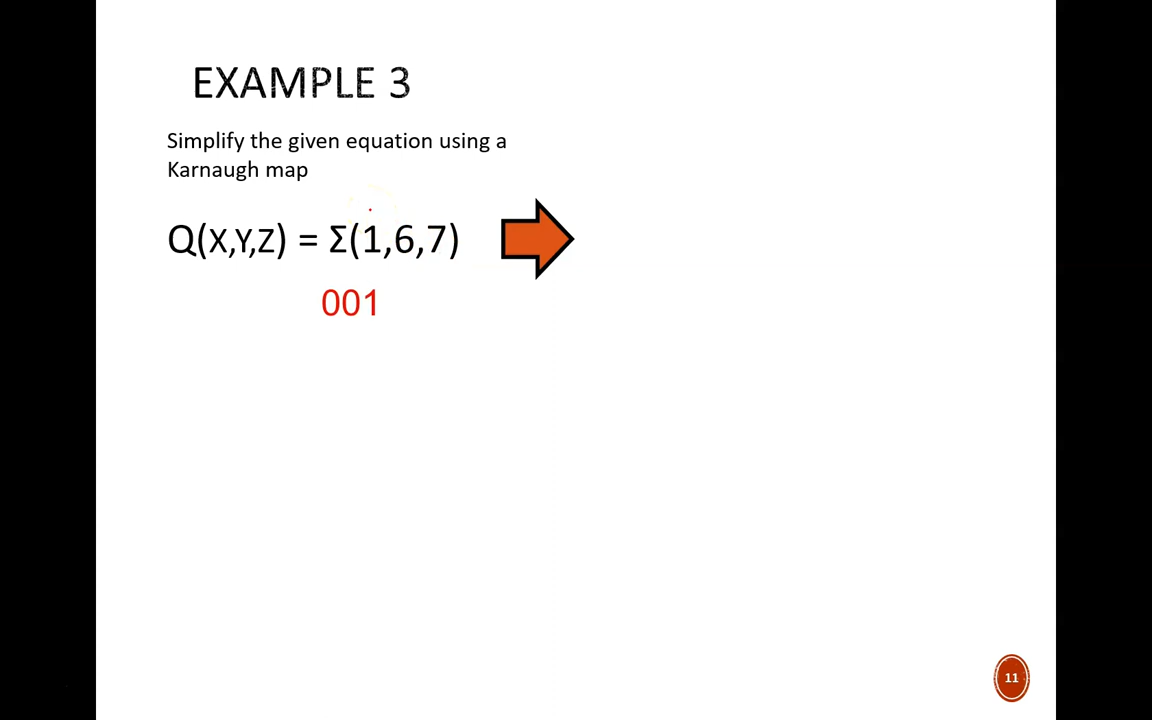 EXAMPLE 3
Simplify the given equation using a
Karnaugh map
Q(X,Y,Z) = Σ(1,6,7)
001
11